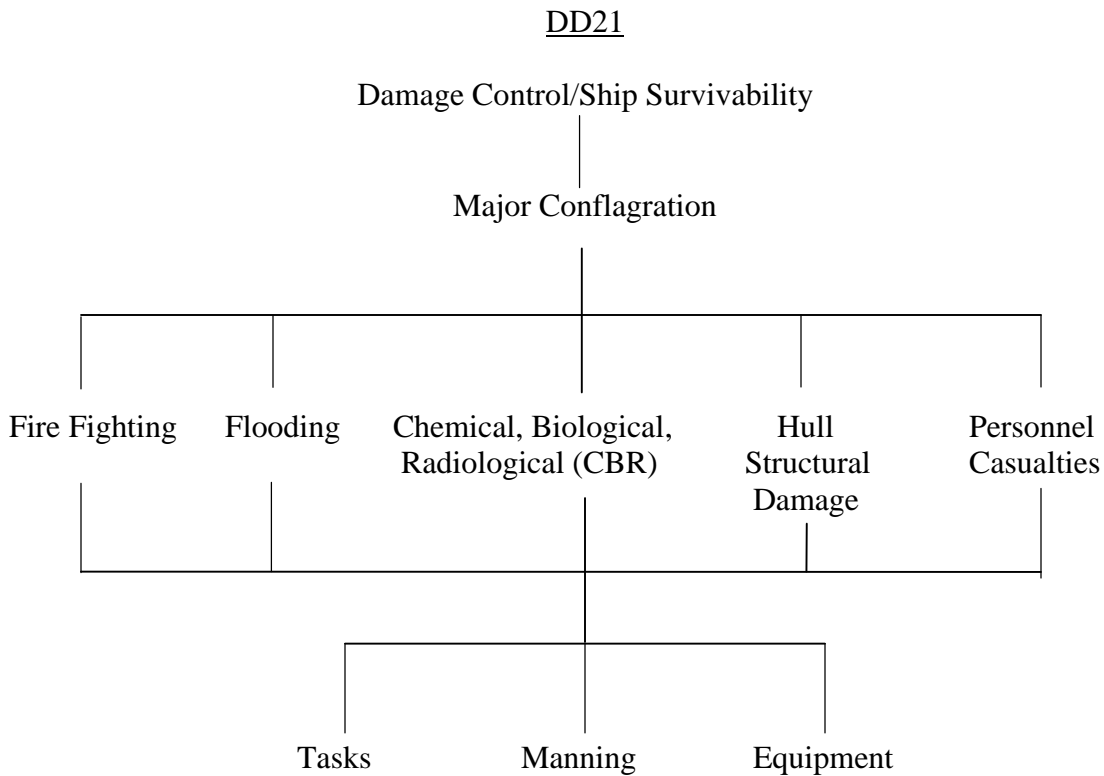 DD21
Damage Control/Ship Survivability
Major Conflagration
Fire Fighting
Flooding
Chemical, Biological,
Radiological (CBR)
Hull
Structural
Damage
Personnel
Casualties
Tasks
Manning
Equipment